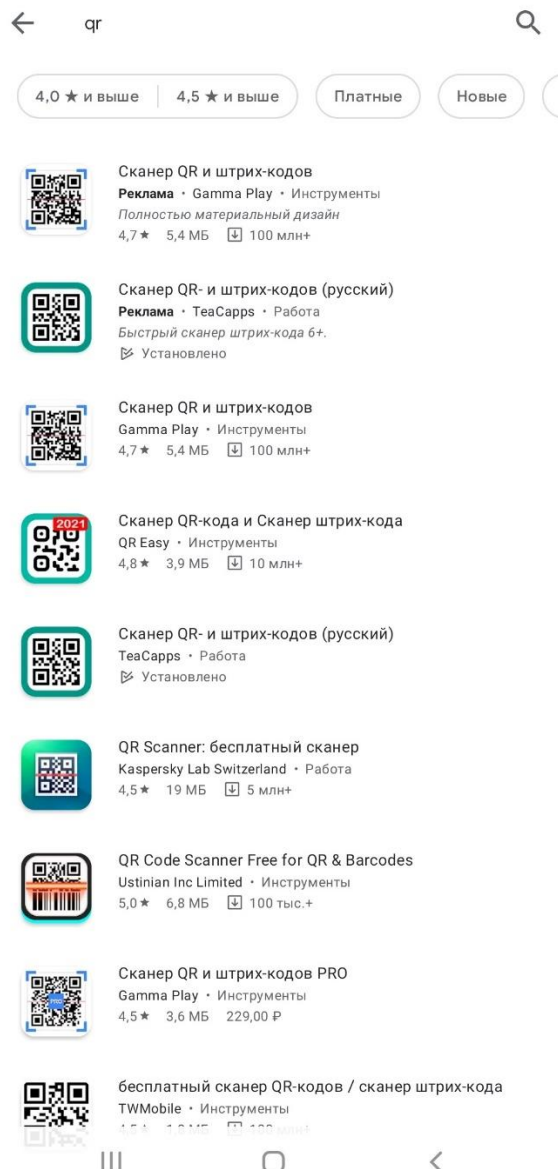 qr
4,0 ★ и выше 4,5 ★ и выше Платные Новые
Сканер QR и штрих-кодов
Реклама • Gamma Play • Инструменты
Полностью материальный дизайн
4,7★ 5,4 МБ 100 млн+
Сканер QR- и штрих-кодов (русский)
Реклама • TeaCapps • Работа
Быстрый сканер штрих-кода 6+.
Установлено
Сканер QR и штрих-кодов
Gamma Play • Инструменты
4,7★ 5,4 МБ 100 млн+
2021
Сканер QR-кода и Сканер штрих-кода
QR Easy • Инструменты
4,8★ 3,9 МБ 10 млн+
Сканер QR- и штрих-кодов (русский)
TeaCapps • Работа
Установлено
QR Scanner: бесплатный сканер
Kaspersky Lab Switzerland • Работа
4,5★ 19 МБ 5 млн+
QR Code Scanner Free for QR & Barcodes
Ustinian Inc Limited • Инструменты
5,0★ 6,8 МБ 100 тыс.+
Сканер QR и штрих-кодов PRO
Gamma Play • Инструменты
PRO
4,5★ 3,6 МБ 229,00 ₽
бесплатный сканер QR-кодов / сканер штрих-кода
TWMobile • Инструменты